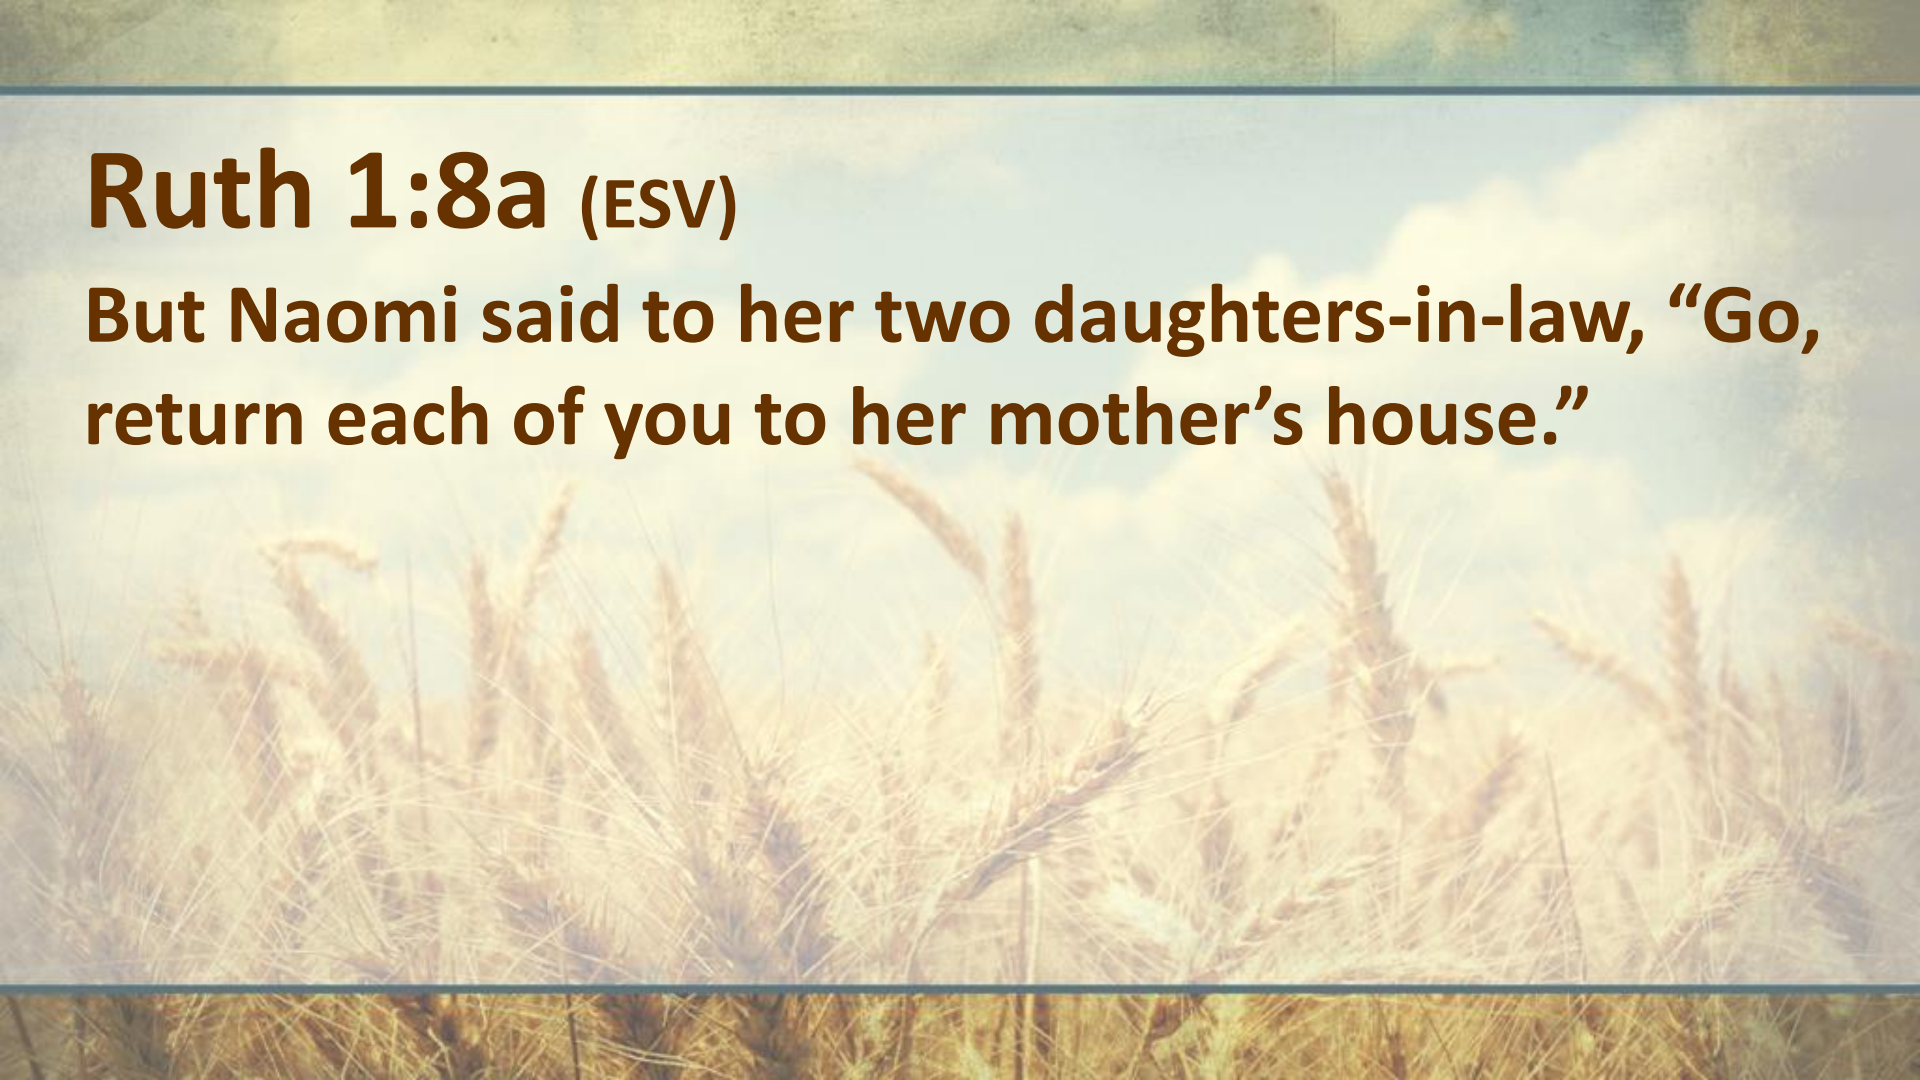 Ruth 1:8a (ESV)
But Naomi said to her two daughters-in-law, “Go,
return each of you to her mother’s house.”